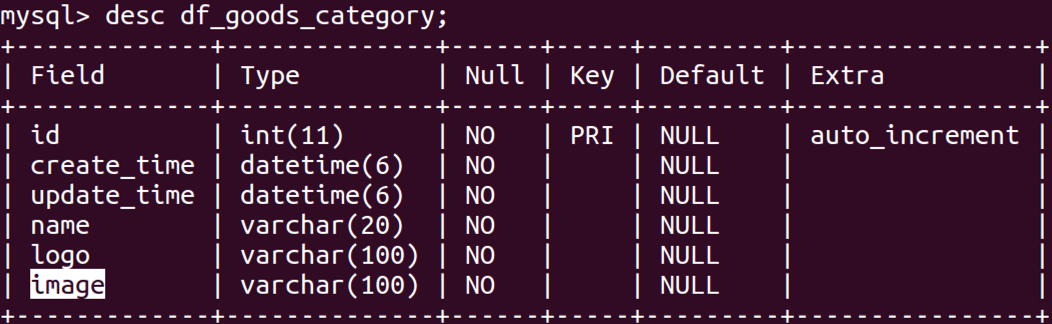 mysql> desc df_goods_category;
+-------------+--------------+------+-----+---------+----------------+
| Field       | Type         | Null | Key | Default | Extra          |
+-------------+--------------+------+-----+---------+----------------+
| id          | int(11)      | NO   | PRI | NULL    | auto_increment |
| create_time | datetime(6)  | NO   |     | NULL    |                |
| update_time | datetime(6)  | NO   |     | NULL    |                |
| name        | varchar(20)  | NO   |     | NULL    |                |
| logo        | varchar(100) | NO   |     | NULL    |                |
| image       | varchar(100) | NO   |     | NULL    |                |
+-------------+--------------+------+-----+---------+----------------+